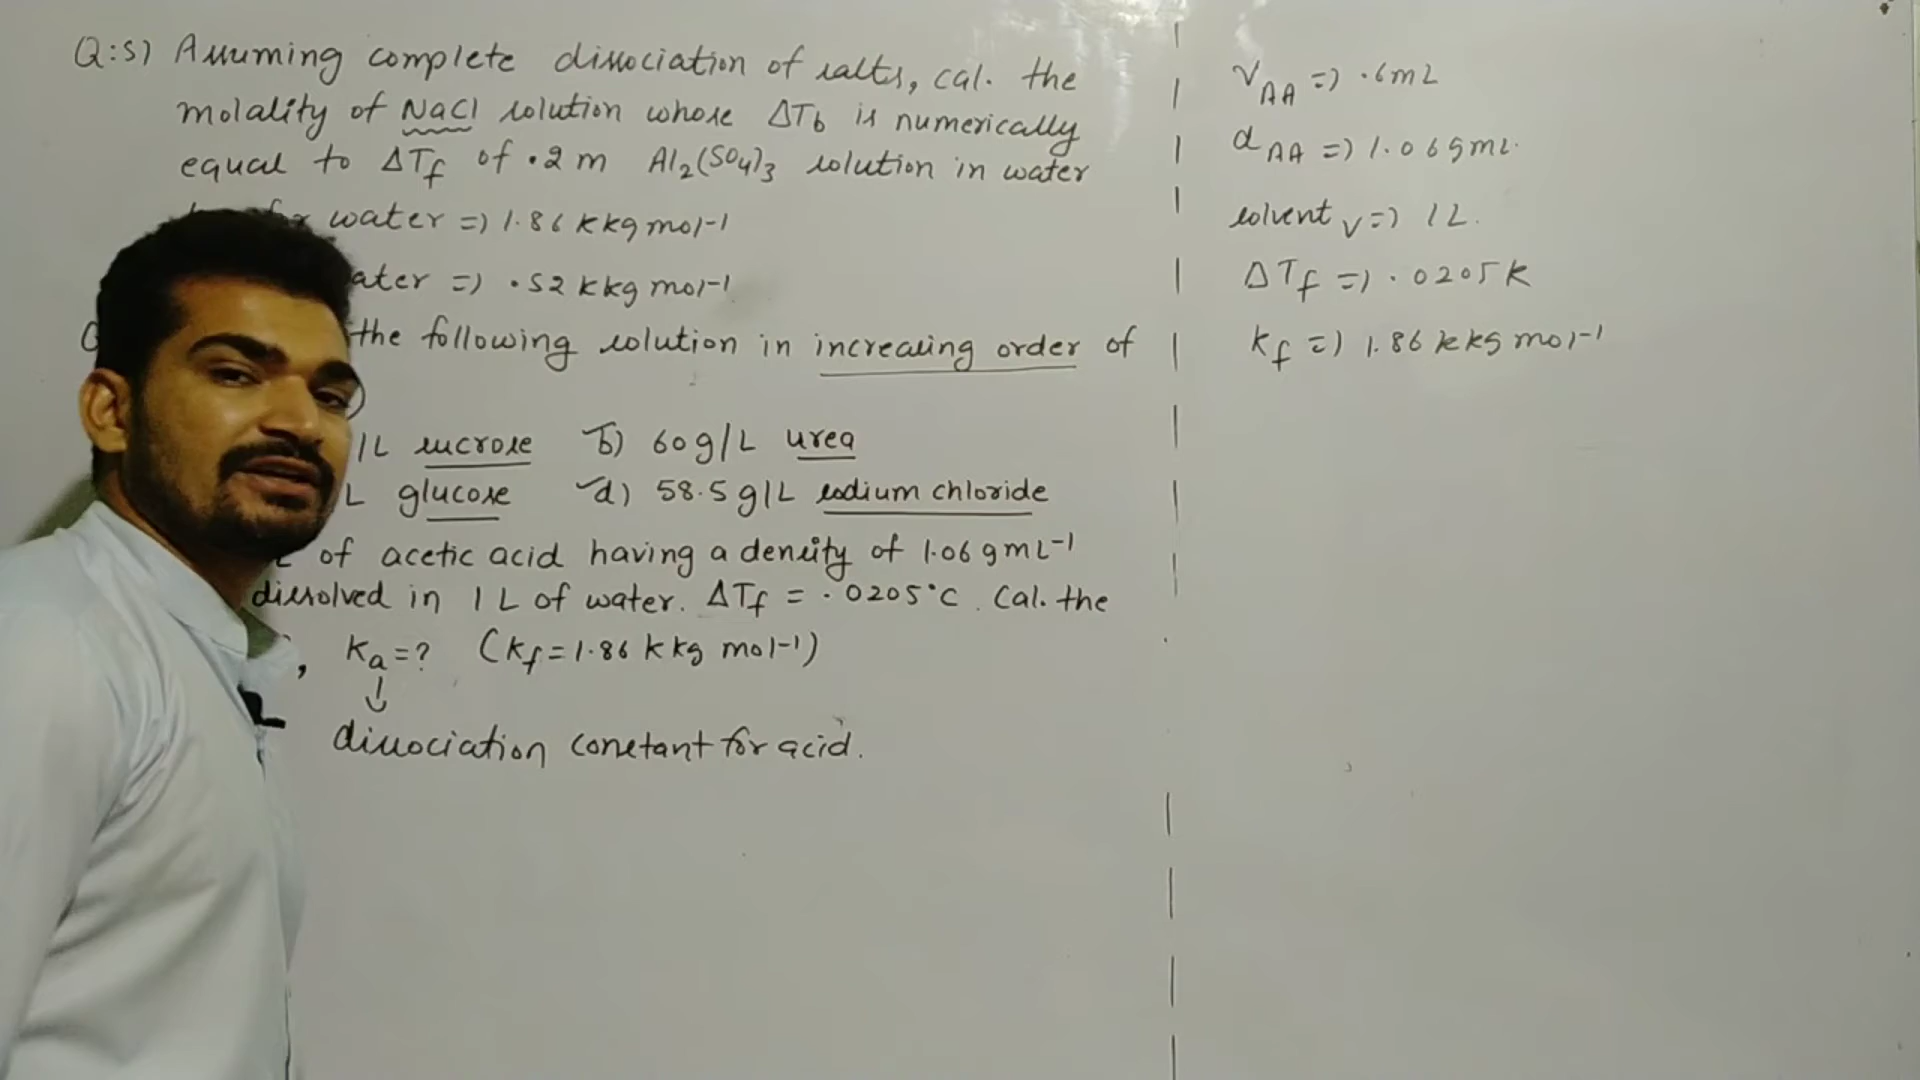 Q:5) Assuming complete dissociation of salts, cal. the
molality of NaCl solution whose ΔTb is numerically
equal to ΔTf of .2 m Al2(SO4)3 solution in water
water => 1.86 k kg mol-1
ater => .52 k kg mol-1
the following solution in increasing order of
)
/L sucrose b) 60 g/L urea
L glucose d) 58.5 g/L sodium chloride
L of acetic acid having a density of 1.06 g mL-1
dissolved in 1 L of water. ΔTf = .0205°C. Cal. the
, Ka = ? (Kf = 1.86 k kg mol-1)
↓
dissociation constant for acid.
VAA => .6mL
dAA => 1.06 g mL.
solvent V => 1 L.
ΔTf => .0205 K
Kf => 1.86 k kg mol-1